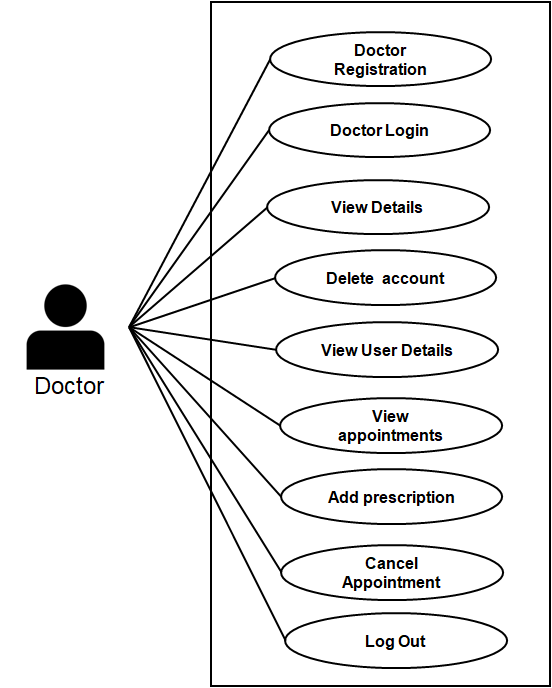 Doctor
Registration
Doctor Login
View Details
Delete account
View User Details
Doctor
View
appointments
Add prescription
Cancel
Appointment
Log Out